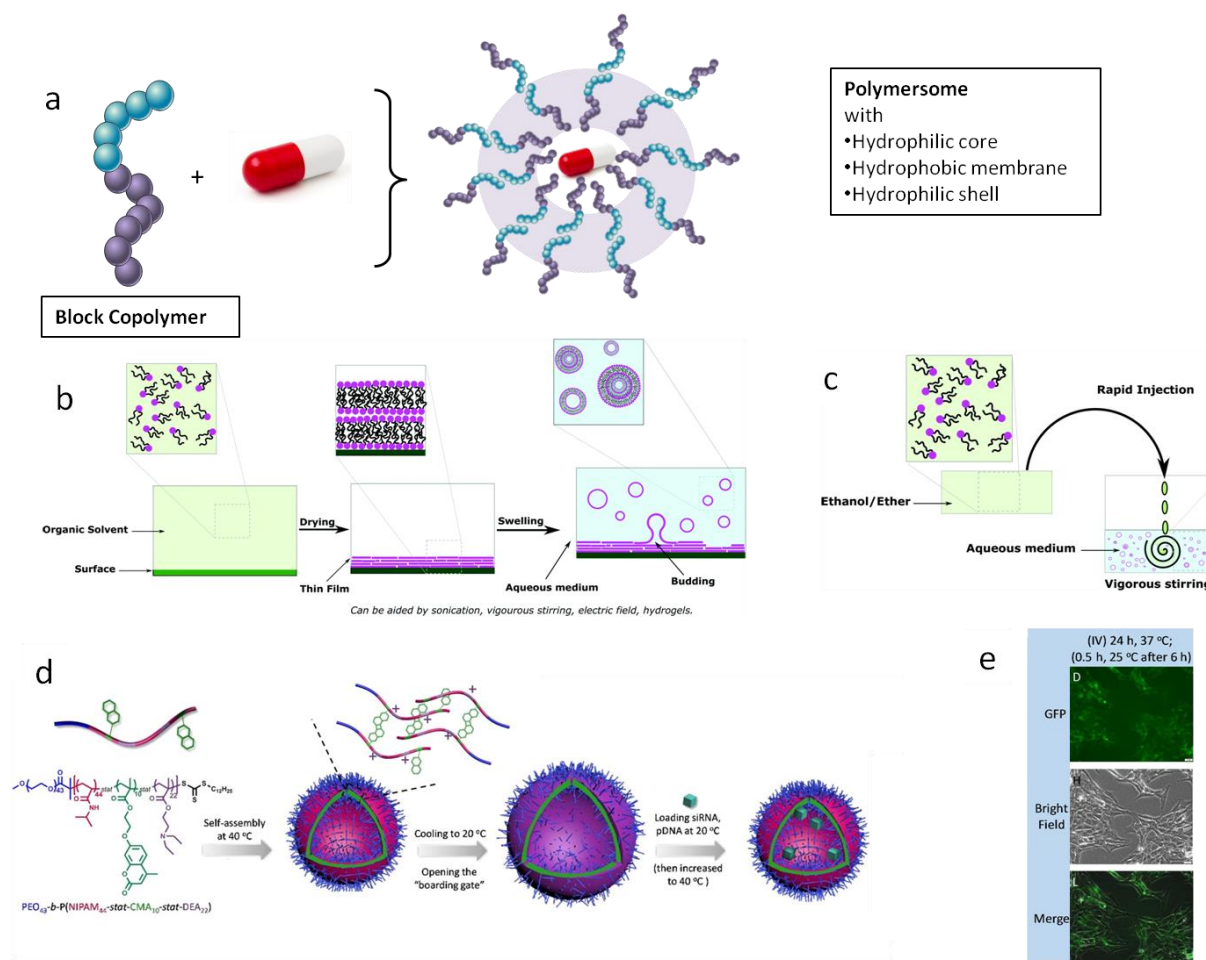 a
+
Block Copolymer
Polymersome
with
•Hydrophilic core
•Hydrophobic membrane
•Hydrophilic shell
b
Organic Solvent
Surface
Drying
Thin Film
Swelling
Aqueous medium
Budding
Can be aided by sonication, vigourous stirring, electric field, hydrogels.
c
Rapid Injection
Ethanol/Ether
Aqueous medium
Vigorous stirring
d
PEO43-b-P(NIPAM44-stat-CMA10-stat-DEA22)
Self-assembly
at 40 ℃
Cooling to 20 ℃
Opening the
"boarding gate"
Loading siRNA,
pDNA at 20 ℃
(then increased
to 40 ℃ )
e
(IV) 24 h, 37 ℃;
(0.5 h, 25 ℃ after 6 h)
D
GFP
H
Bright
Field
L
Merge